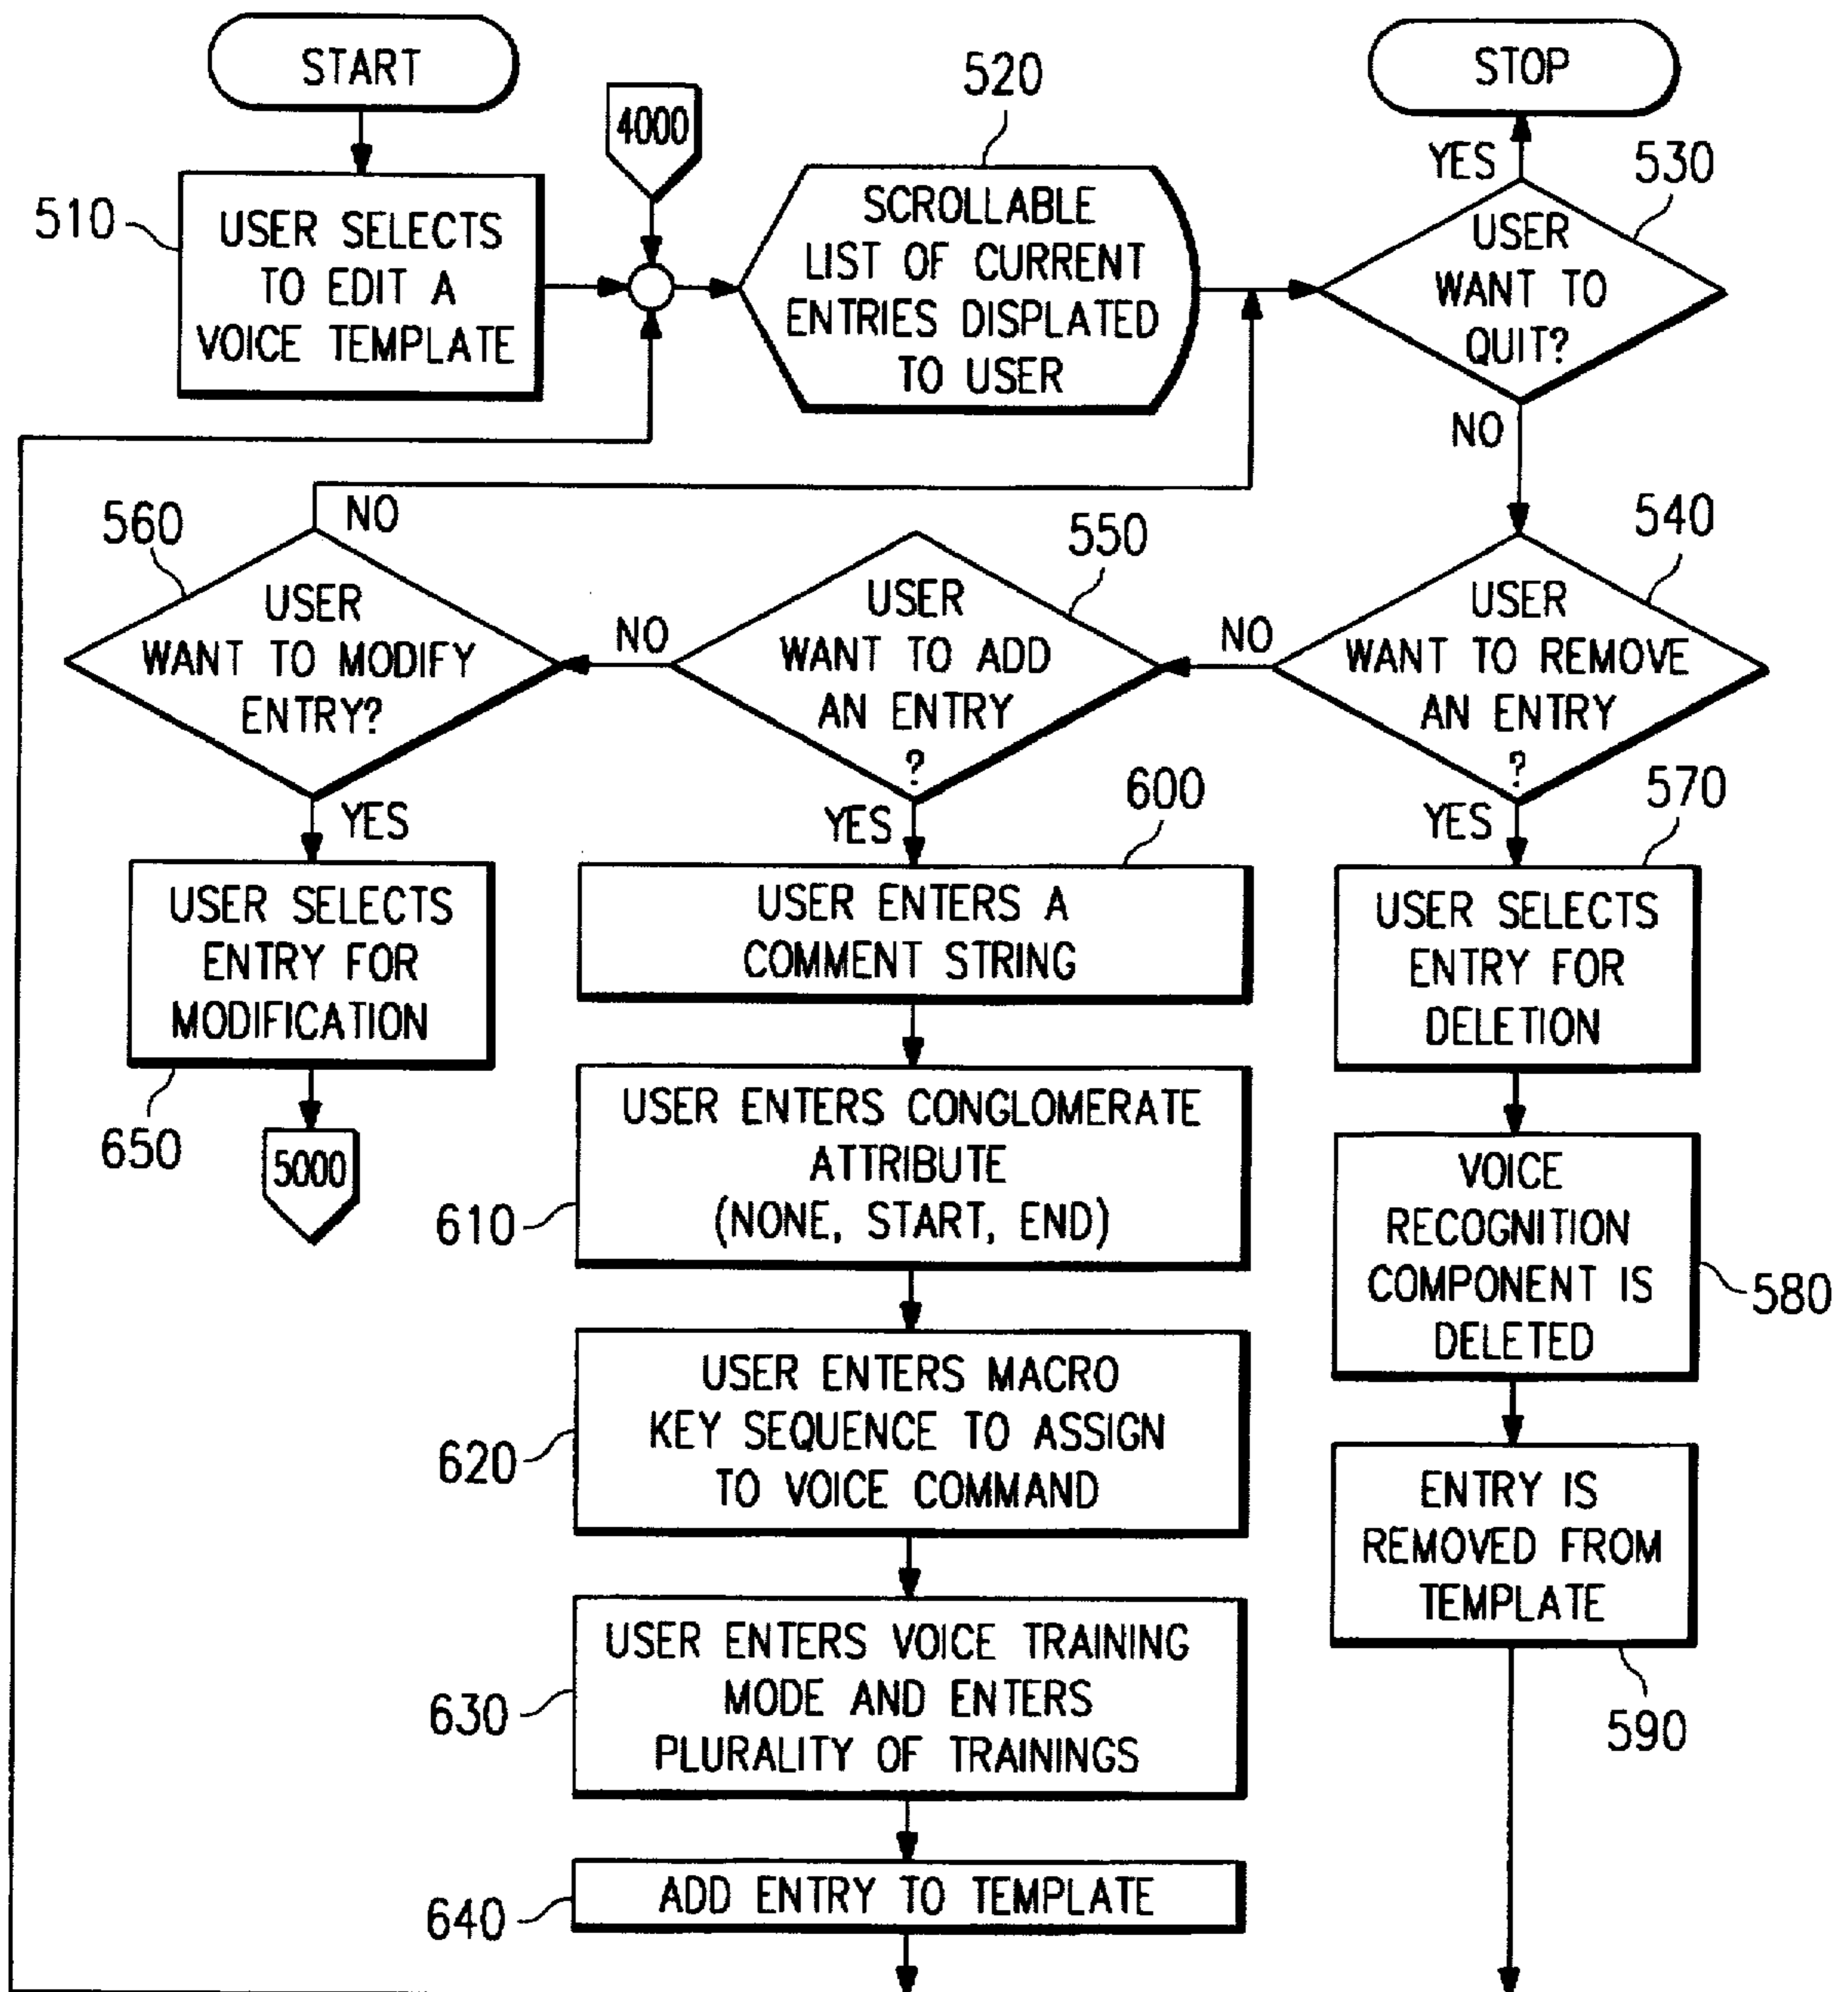 START
4000
520
STOP
YES
530
510
USER SELECTS
TO EDIT A
VOICE TEMPLATE
SCROLLABLE
LIST OF CURRENT
ENTRIES DISPLATED
TO USER
USER
WANT TO
QUIT?
NO
560
NO
550
540
USER
WANT TO MODIFY
ENTRY?
NO
USER
WANT TO ADD
AN ENTRY
?
NO
USER
WANT TO REMOVE
AN ENTRY
?
YES
YES
600
YES
570
USER SELECTS
ENTRY FOR
MODIFICATION
650
5000
USER ENTERS A
COMMENT STRING
USER SELECTS
ENTRY FOR
DELETION
USER ENTERS CONGLOMERATE
ATTRIBUTE
(NONE, START, END)
610
VOICE
RECOGNITION
COMPONENT IS
DELETED
580
USER ENTERS MACRO
KEY SEQUENCE TO ASSIGN
TO VOICE COMMAND
620
ENTRY IS
REMOVED FROM
TEMPLATE
590
USER ENTERS VOICE TRAINING
MODE AND ENTERS
PLURALITY OF TRAININGS
630
ADD ENTRY TO TEMPLATE
640